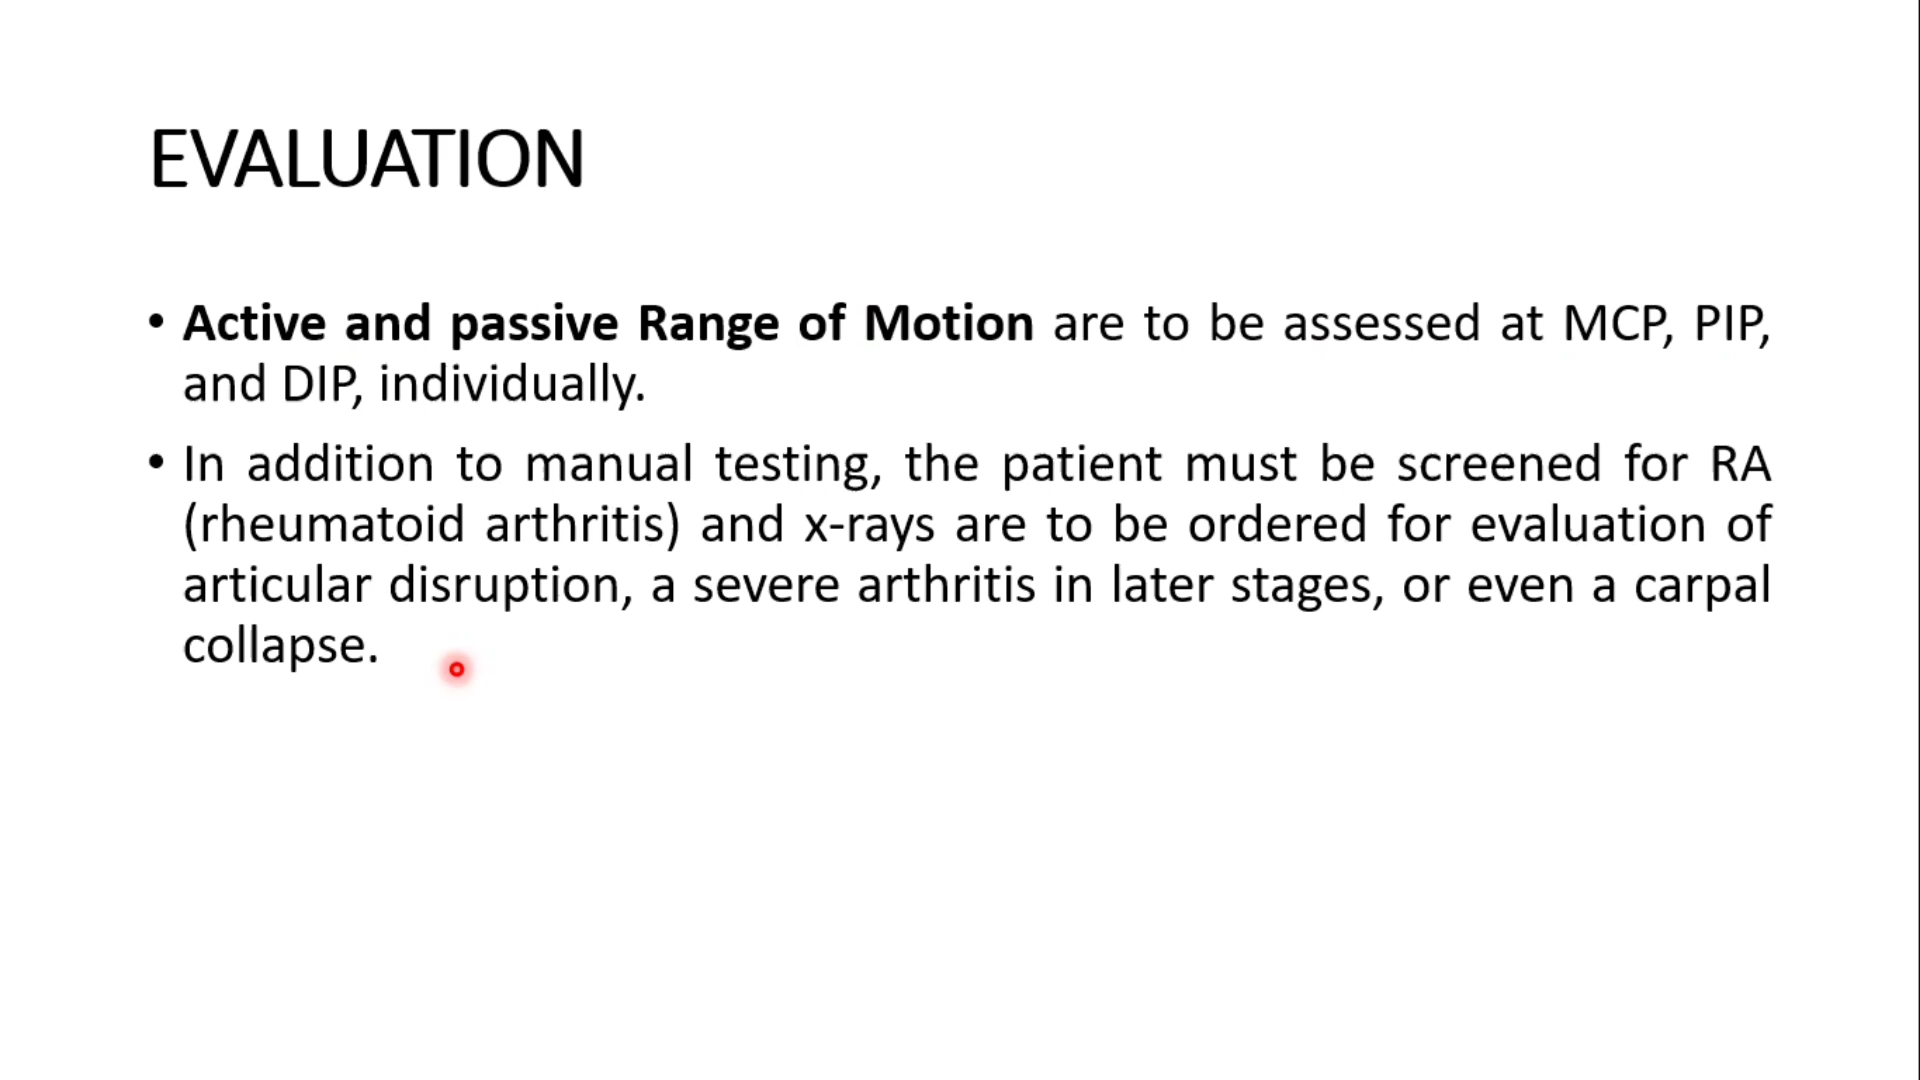 EVALUATION
• Active and passive Range of Motion are to be assessed at MCP, PIP,
and DIP, individually.
• In addition to manual testing, the patient must be screened for RA
(rheumatoid arthritis) and x-rays are to be ordered for evaluation of
articular disruption, a severe arthritis in later stages, or even a carpal
collapse.